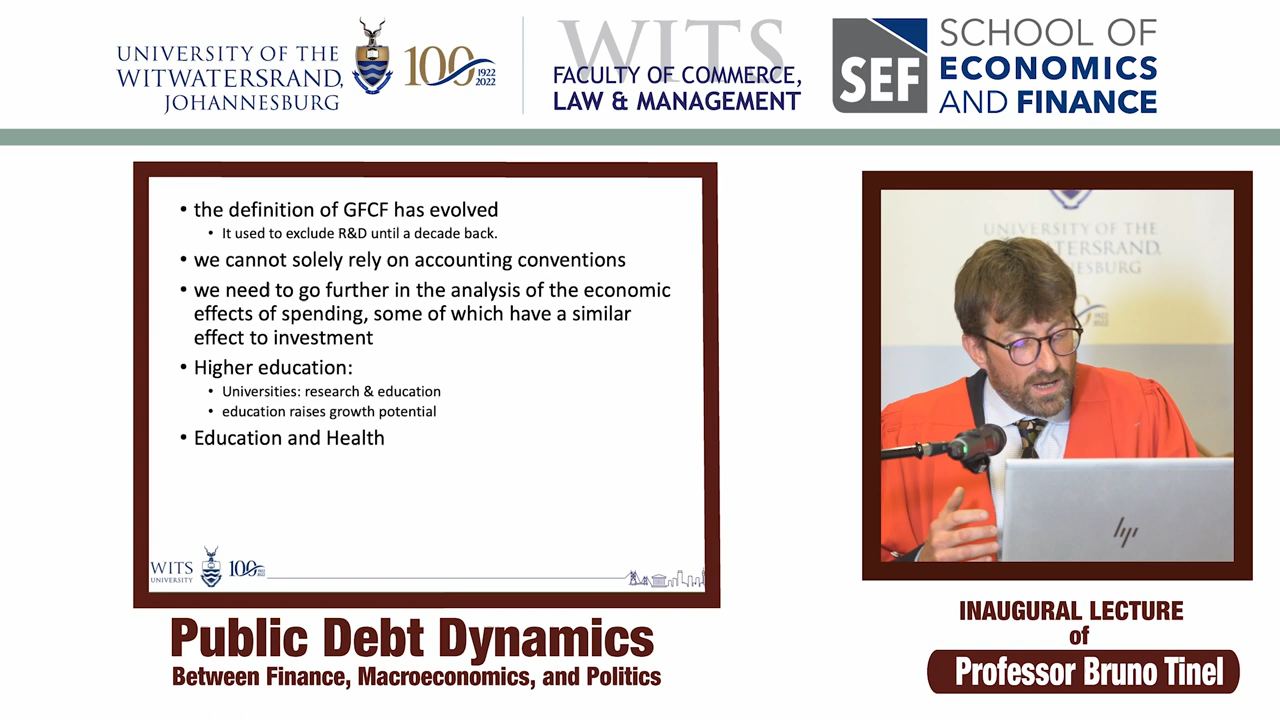 UNIVERSITY OF THE
WITWATERSRAND,
JOHANNESBURG
100 1922
2022
WITS
FACULTY OF COMMERCE,
LAW & MANAGEMENT
SEF
SCHOOL OF
ECONOMICS
AND FINANCE
• the definition of GFCF has evolved
• It used to exclude R&D until a decade back.
• we cannot solely rely on accounting conventions
• we need to go further in the analysis of the economic
effects of spending, some of which have a similar
effect to investment
• Higher education:
• Universities: research & education
• education raises growth potential
• Education and Health
WITS
UNIVERSITY
100
Public Debt Dynamics
Between Finance, Macroeconomics, and Politics
UNIVERSITY OF THE
hp
INAUGURAL LECTURE
of
Professor Bruno Tinel